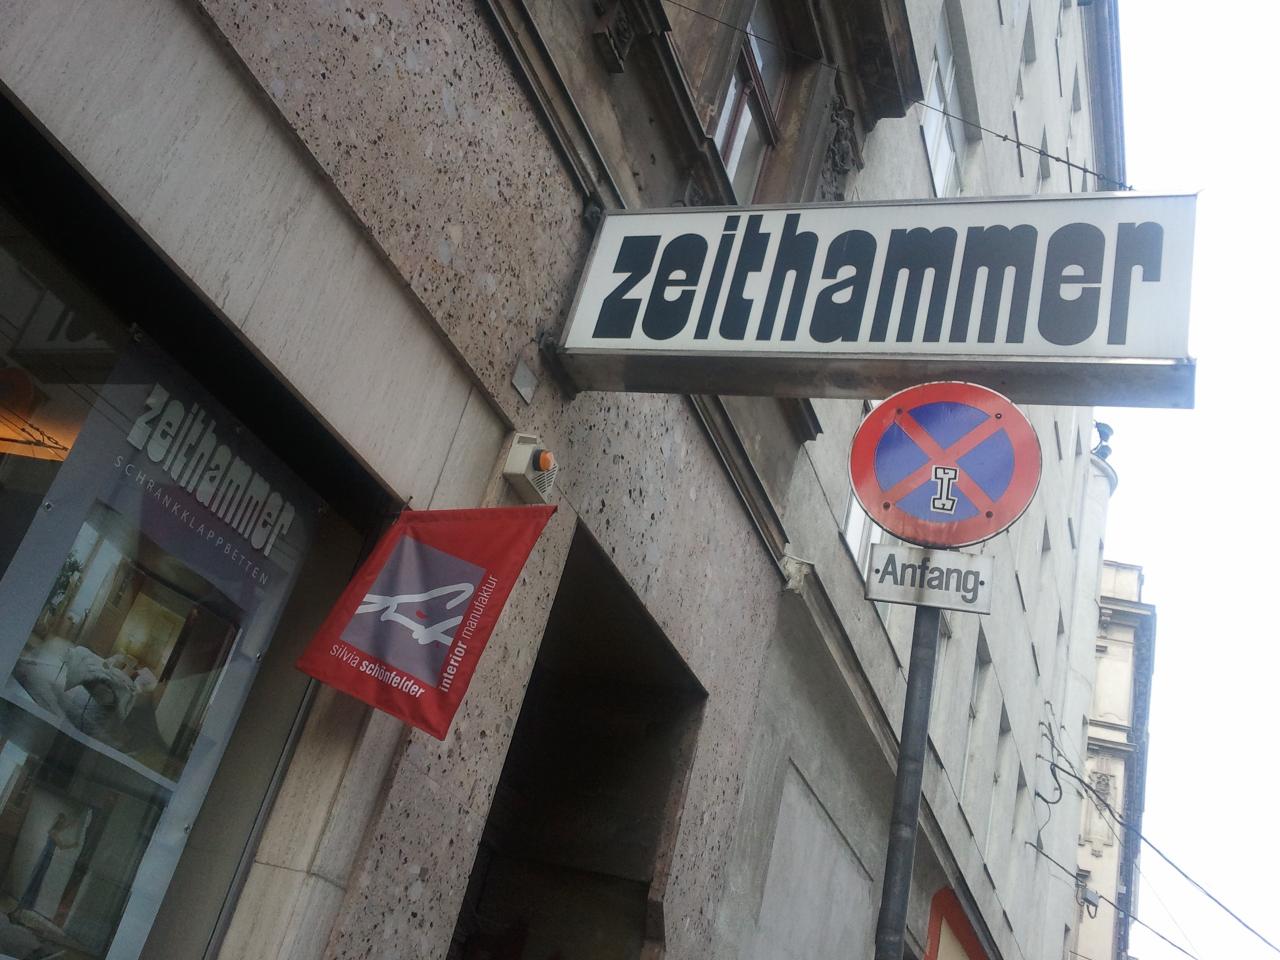 zeithammer
I
·Anfang·
zeithammer
SCHRANKKLAPPBETTEN
silvia schönfelder
interior manufaktur